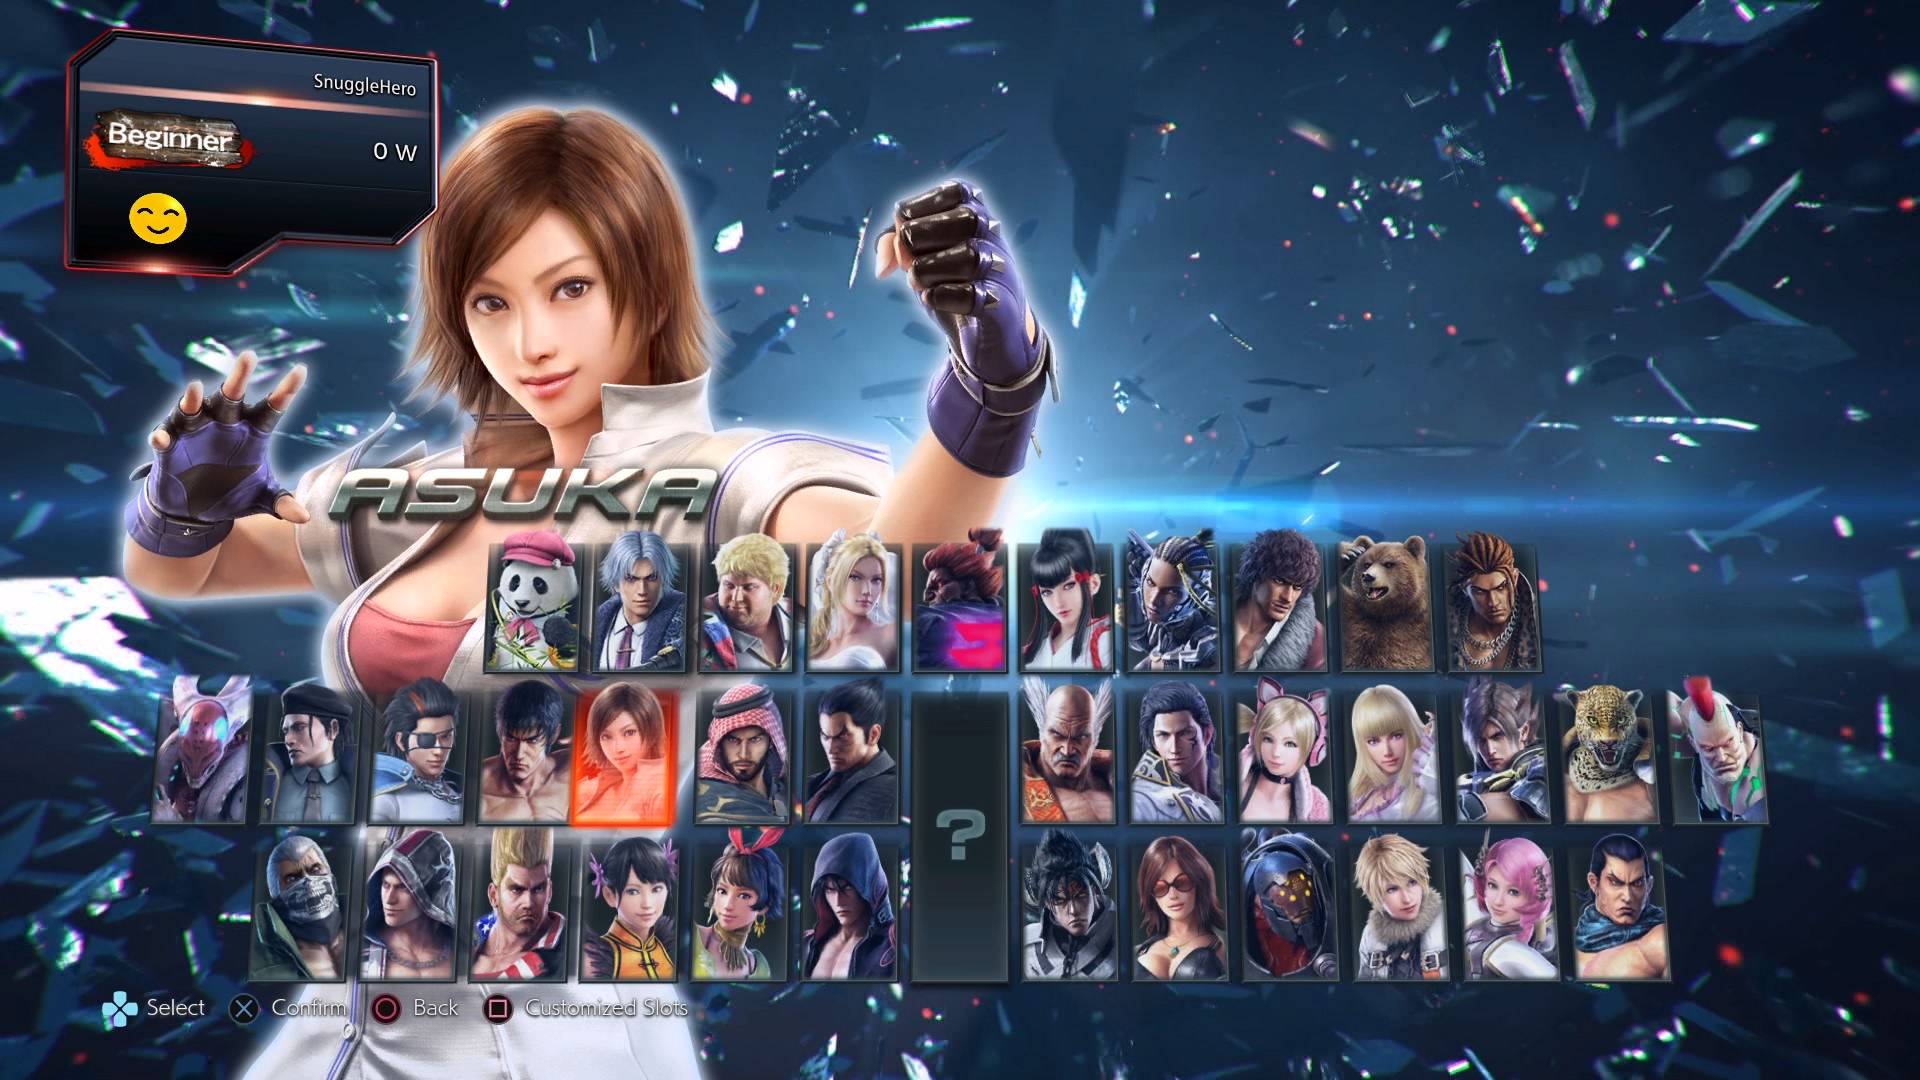 SnuggleHero
Beginner
0 W
ASUKA
?
Select
Confirm
Back
Customized Slots